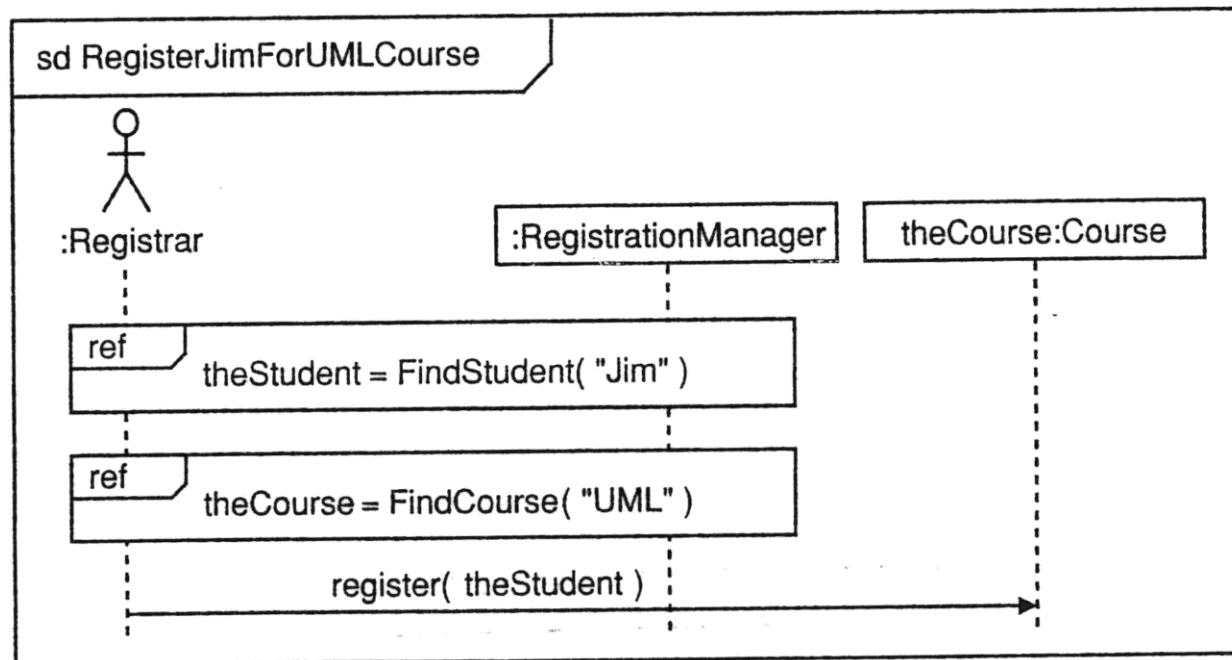 sd RegisterJimForUMLCourse
:Registrar
:RegistrationManager
theCourse:Course
ref
theStudent = FindStudent( "Jim" )
ref
theCourse = FindCourse( "UML" )
register( theStudent )